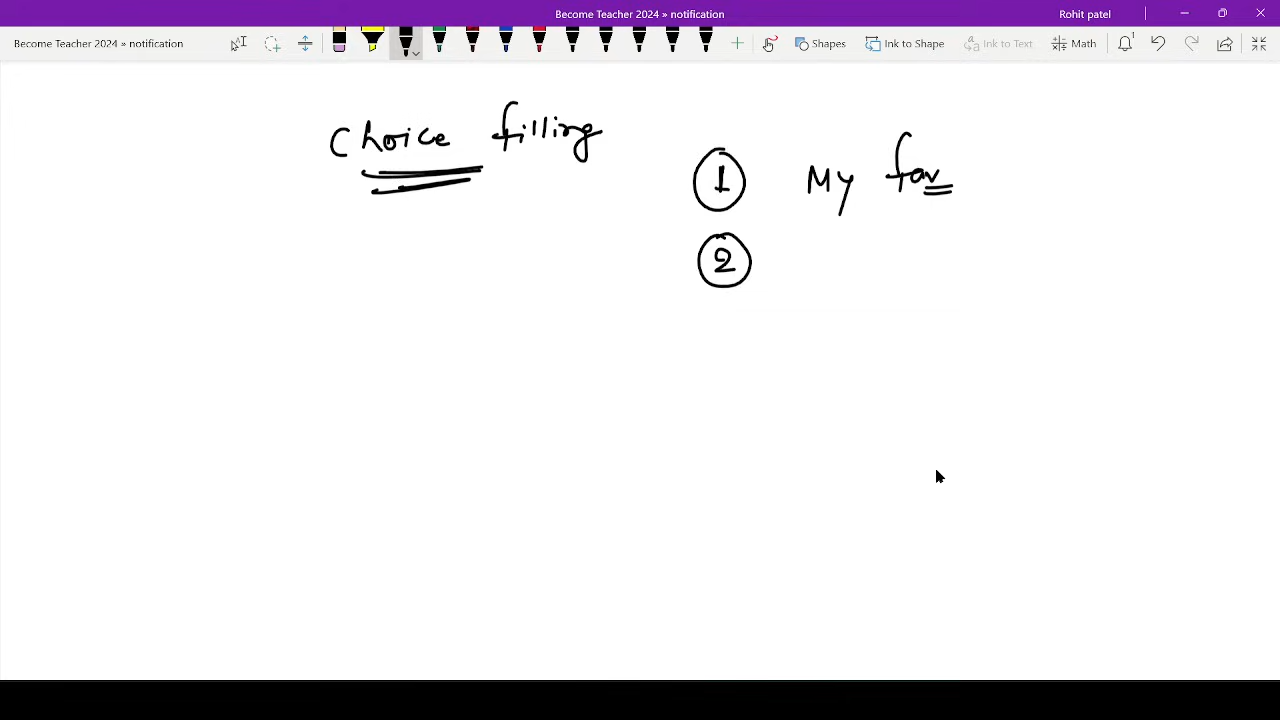 Become Teacher 2024 » notification
Rohit patel
Become Teacher 2024 » notification
Shapes
Ink to Shape
Ink to Text
Math
Choice filling
1 My fav
2